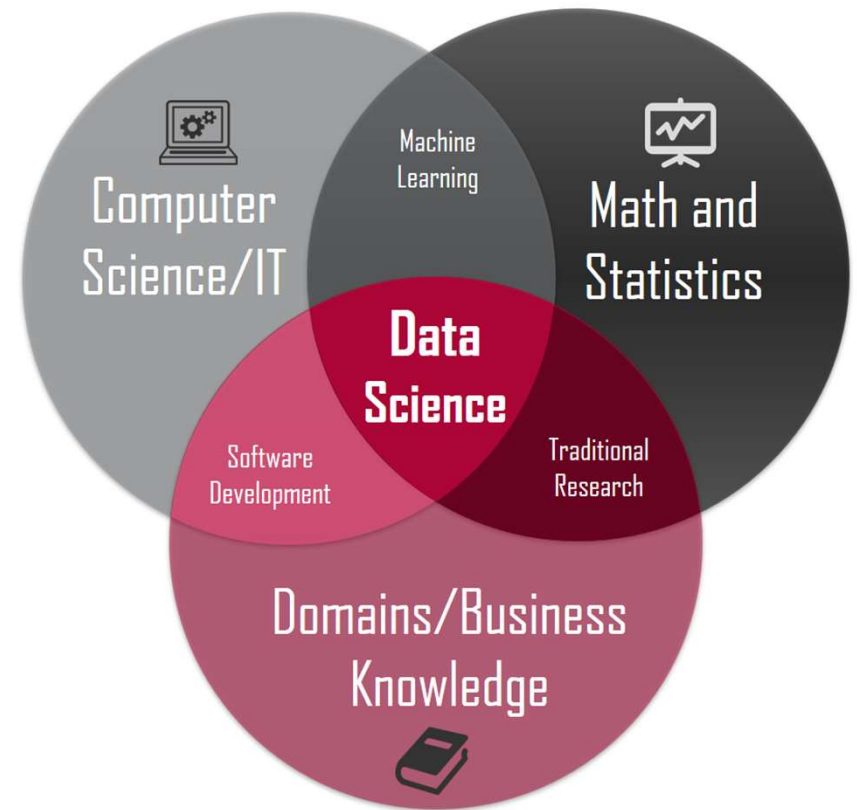 Machine
Learning
Computer
Science/IT
Math and
Statistics
Data
Science
Software
Development
Traditional
Research
Domains/Business
Knowledge